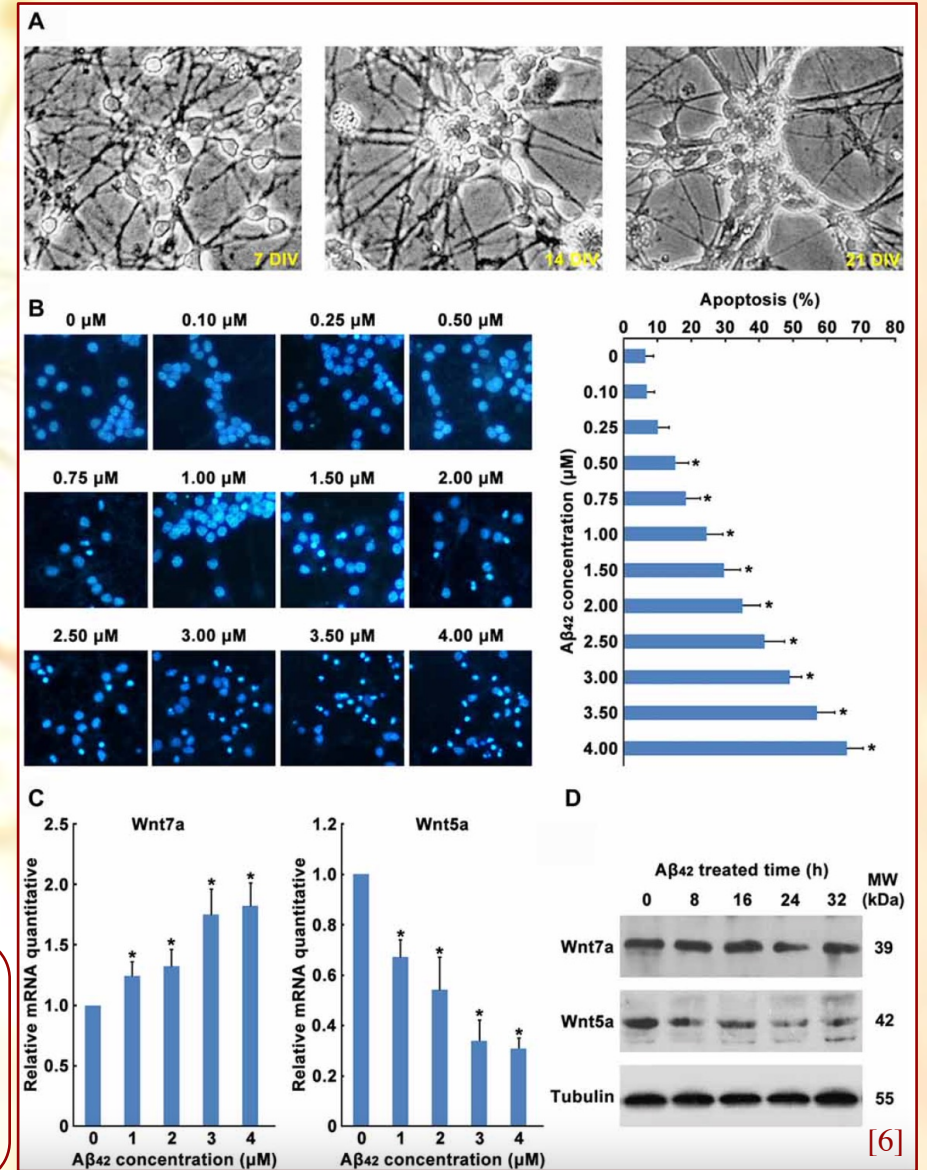 A
7 DIV
14 DIV
21 DIV
B
0 µM 0.10 µM 0.25 µM 0.50 µM
0.75 µM 1.00 µM 1.50 µM 2.00 µM
2.50 µM 3.00 µM 3.50 µM 4.00 µM
Apoptosis (%)
0 10 20 30 40 50 60 70 80
Aβ42 concentration (µM)
0
0.10
0.25
0.50 *
0.75 *
1.00 *
1.50 *
2.00 *
2.50 *
3.00 *
3.50 *
4.00 *
C
Wnt7a
Relative mRNA quantitative
2.5
2.0
1.5
1.0
0.5
0
* * * *
0 1 2 3 4
Aβ42 concentration (µM)
Wnt5a
Relative mRNA quantitative
1.2
1.0
0.8
0.6
0.4
0.2
0
* * * *
0 1 2 3 4
Aβ42 concentration (µM)
D
Aβ42 treated time (h)
0 8 16 24 32
MW
(kDa)
Wnt7a 39
Wnt5a 42
Tubulin 55
[6]